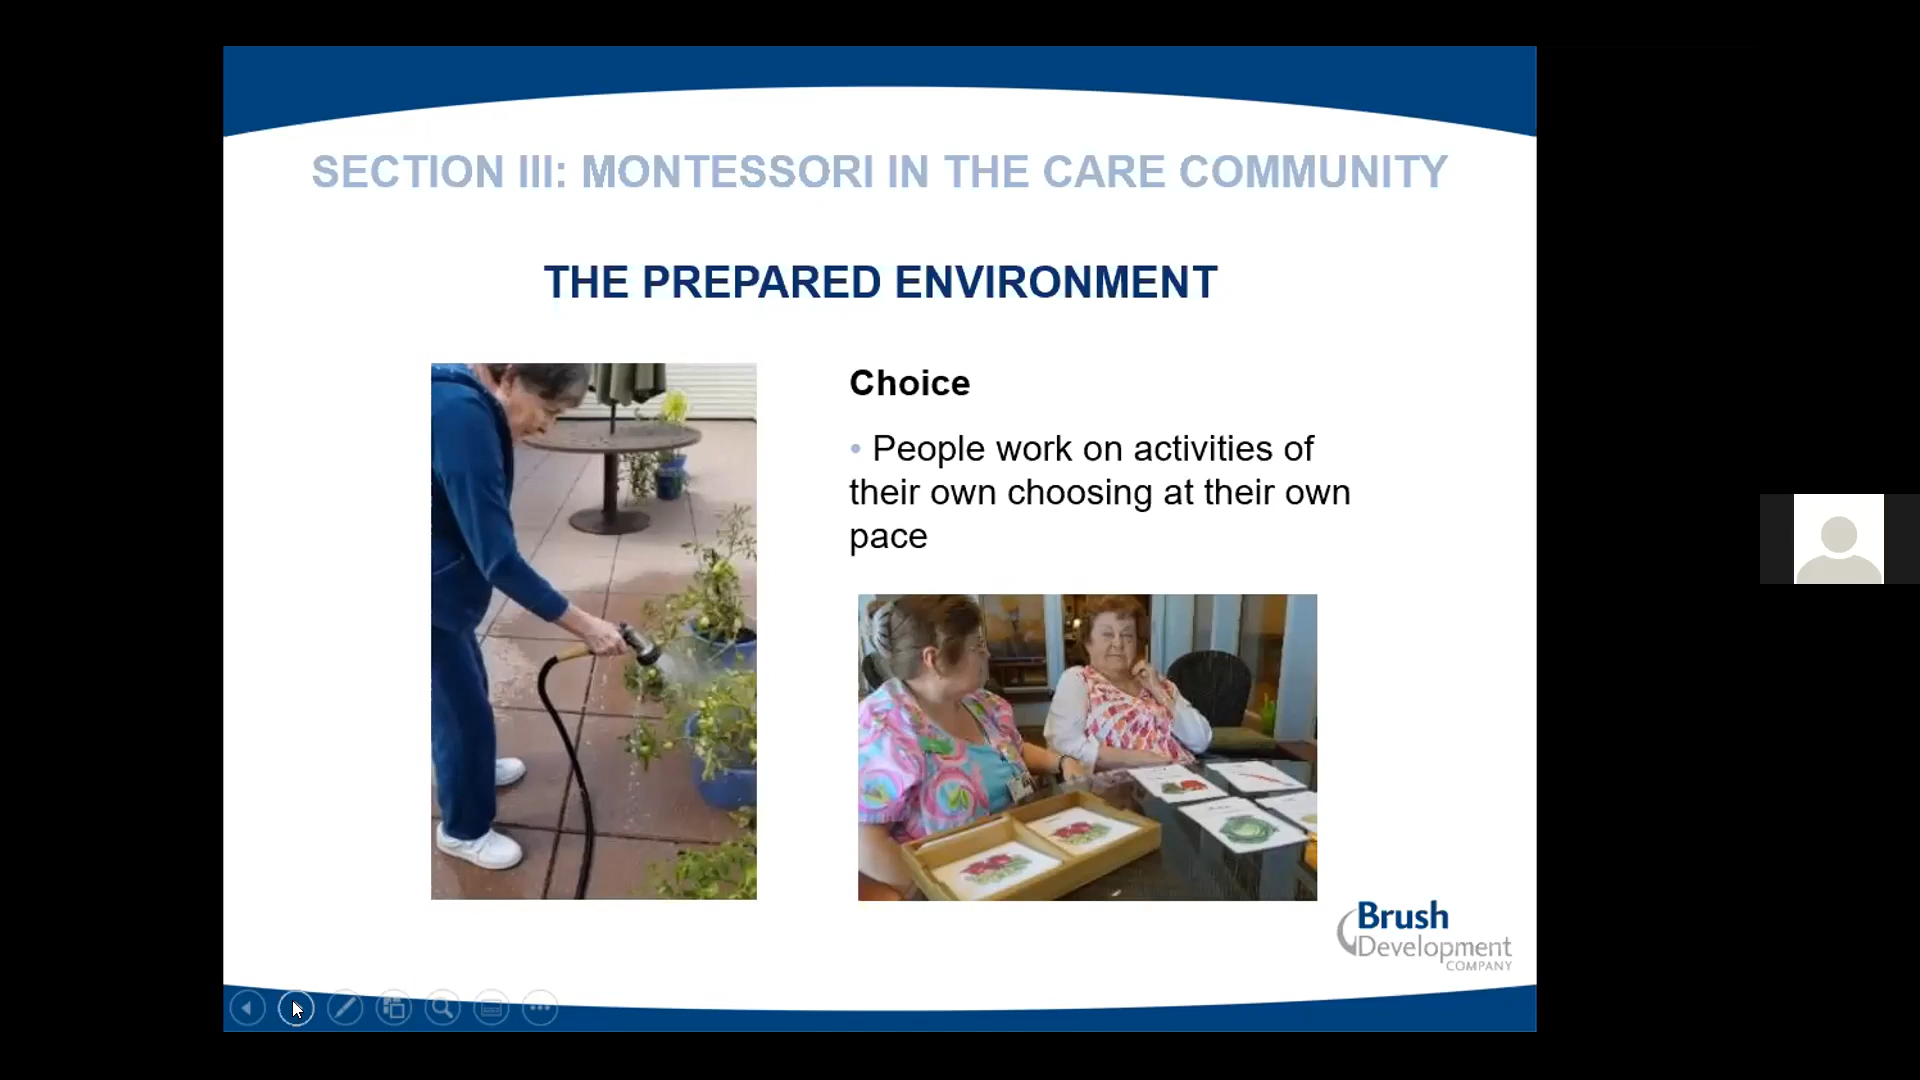 SECTION III: MONTESSORI IN THE CARE COMMUNITY
THE PREPARED ENVIRONMENT
Choice
• People work on activities of
their own choosing at their own
pace
Brush
Development
COMPANY